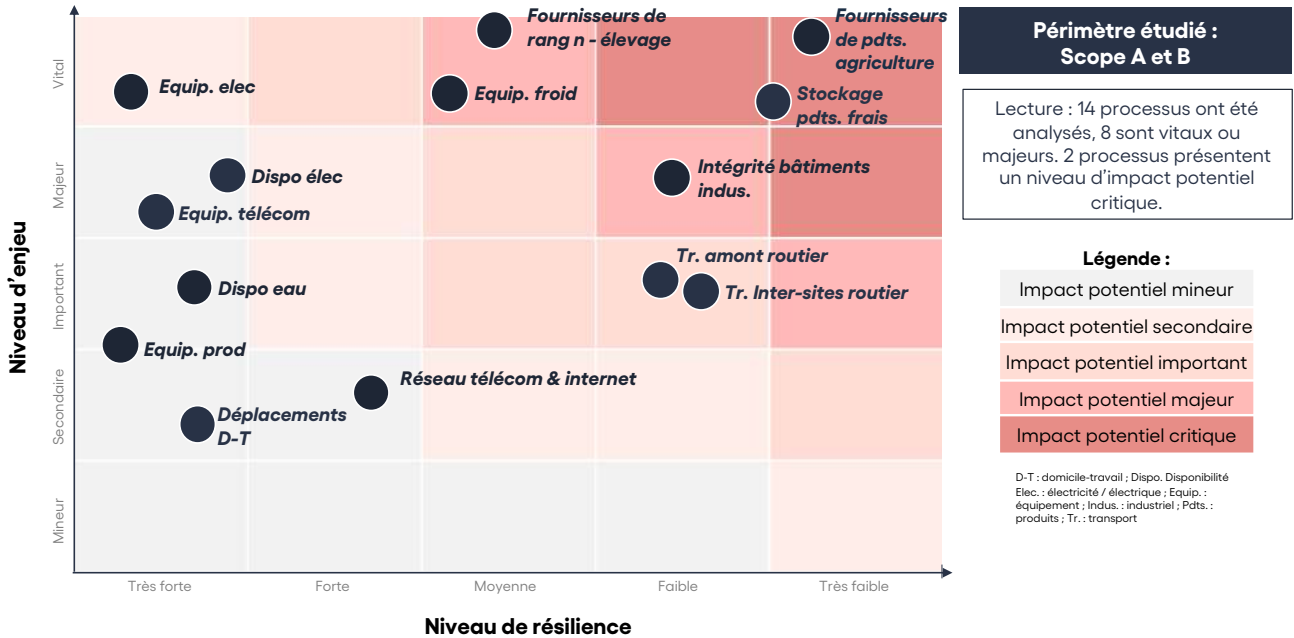 Niveau d'enjeu
Vital
Majeur
Important
Secondaire
Mineur
Fournisseurs de
rang n - élevage
Fournisseurs
de pdts.
agriculture
Equip. elec
Equip. froid
Stockage
pdts. frais
Dispo élec
Equip. télécom
Intégrité bâtiments
indus.
Tr. amont routier
Dispo eau
Tr. Inter-sites routier
Equip. prod
Réseau télécom & internet
Déplacements
D-T
Très forte
Forte
Moyenne
Faible
Très faible
Niveau de résilience
Périmètre étudié :
Scope A et B
Lecture : 14 processus ont été
analysés, 8 sont vitaux ou
majeurs. 2 processus présentent
un niveau d'impact potentiel
critique.
Légende :
Impact potentiel mineur
Impact potentiel secondaire
Impact potentiel important
Impact potentiel majeur
Impact potentiel critique
D-T : domicile-travail ; Dispo. Disponibilité
Elec. : électricité / électrique ; Equip. :
équipement ; Indus. : industriel ; Pdts. :
produits ; Tr. : transport